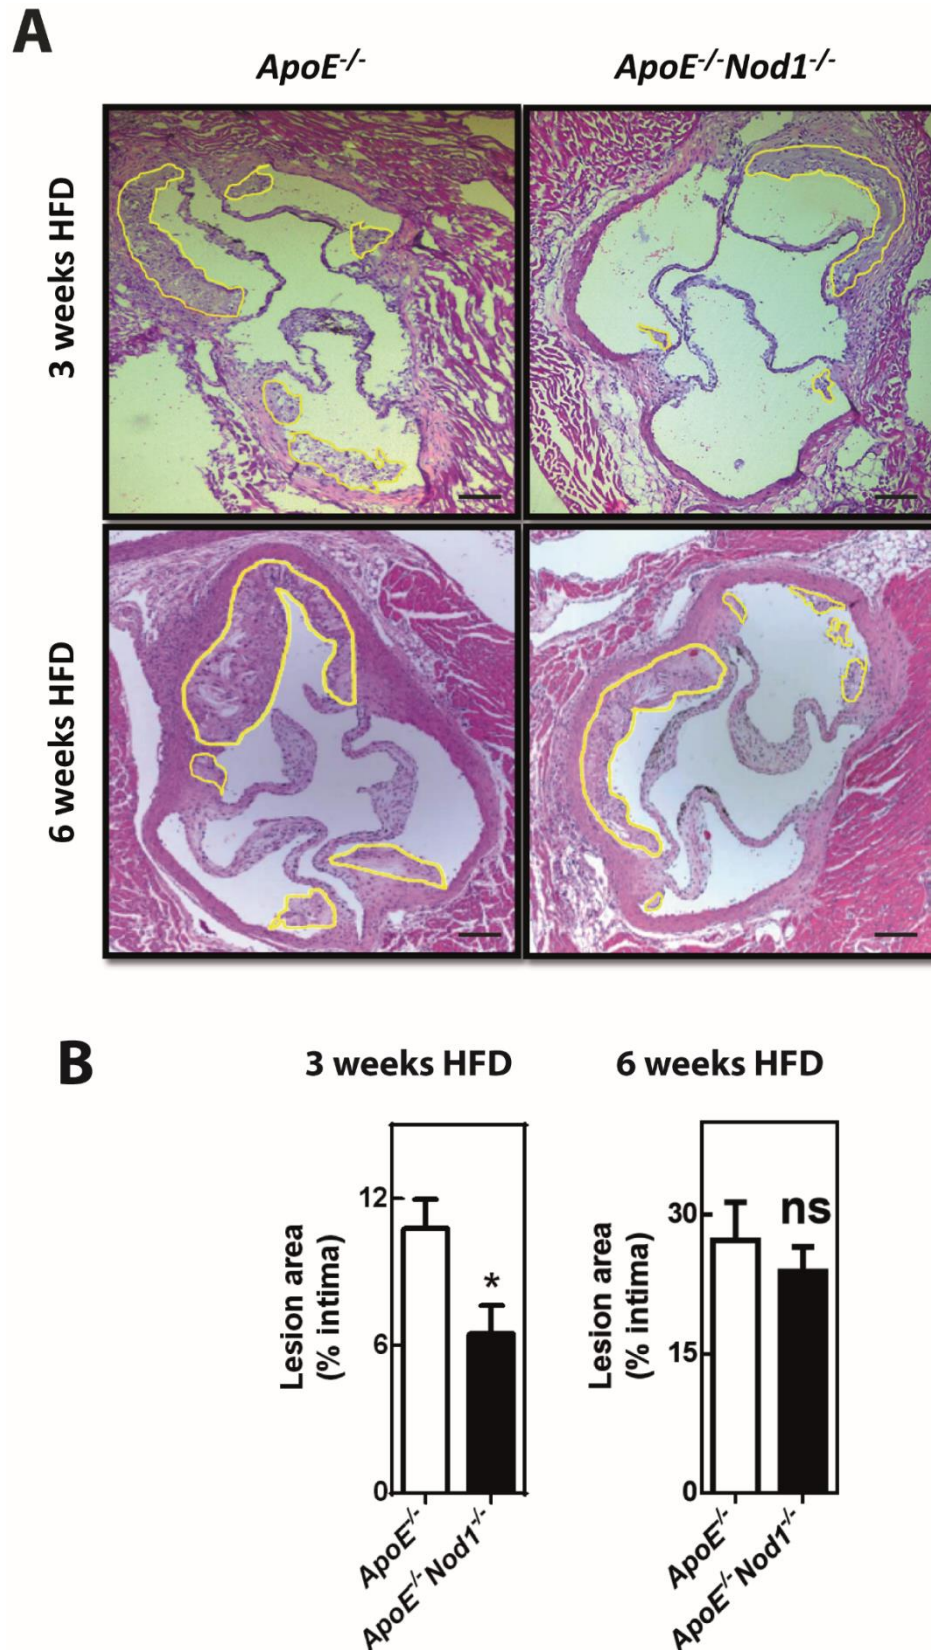 A
ApoE-/-
ApoE-/-Nod1-/-
3 weeks HFD
6 weeks HFD
B
3 weeks HFD
6 weeks HFD
Lesion area
(% intima)
12
6
0
*
ApoE-/-
ApoE-/-Nod1-/-
Lesion area
(% intima)
30
15
0
ns
ApoE-/-
ApoE-/-Nod1-/-